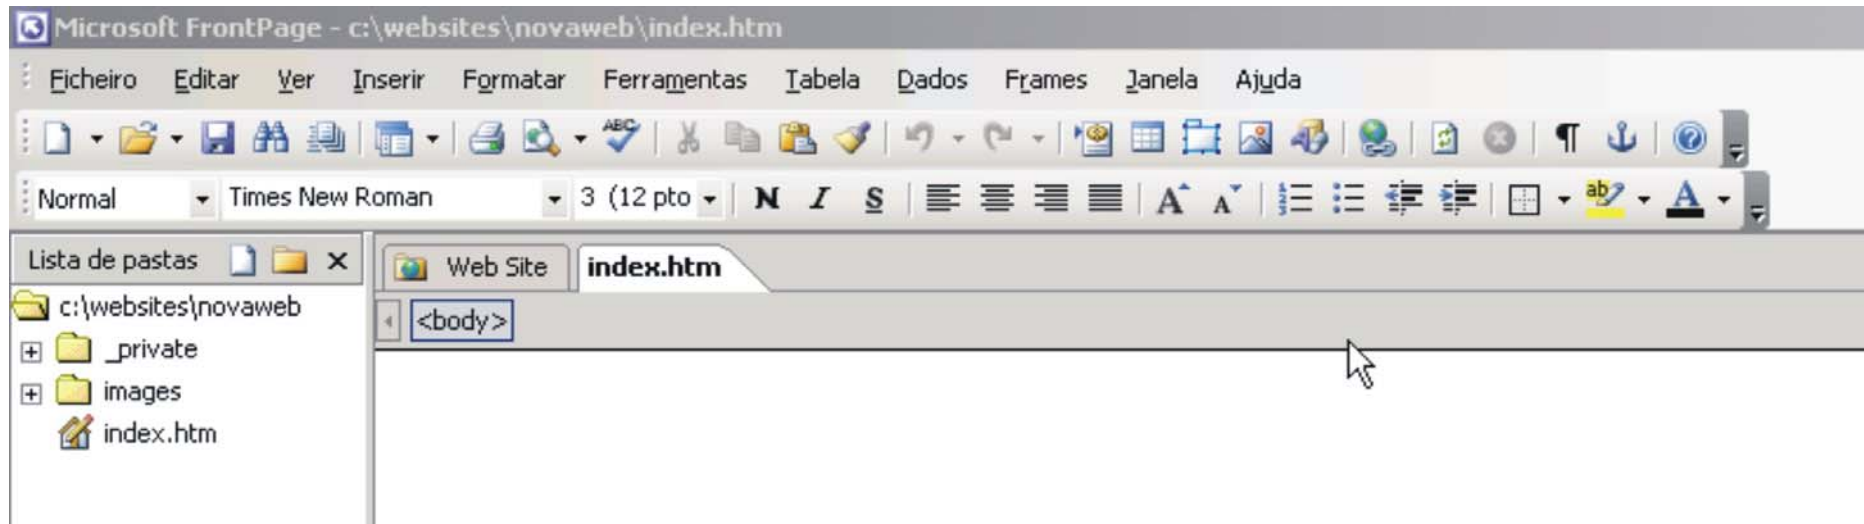 Microsoft FrontPage - c:\websites\novaweb\index.htm
Ficheiro Editar Ver Inserir Formatar Ferramentas Tabela Dados Frames Janela Ajuda
ABC
Normal Times New Roman 3 (12 pto N I S A A ab A
Lista de pastas Web Site index.htm
c:\websites\novaweb <body>
_private
images
index.htm